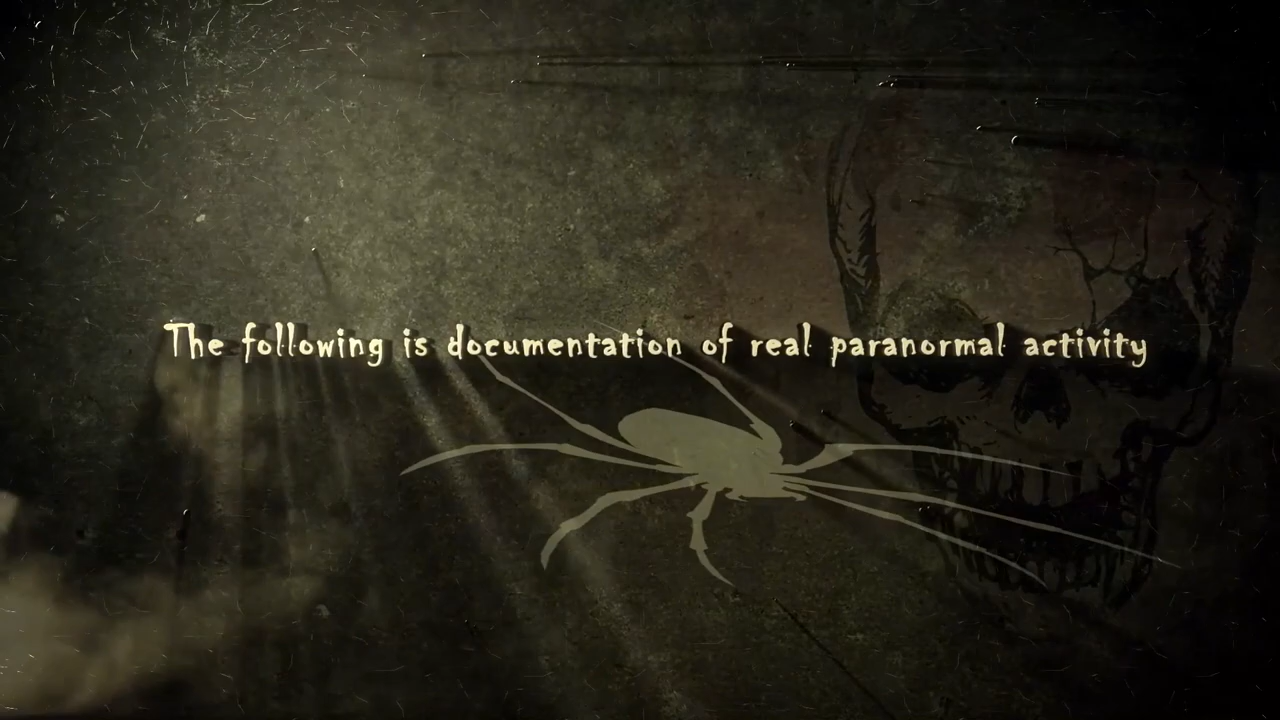 The following is documentation of real paranormal activity